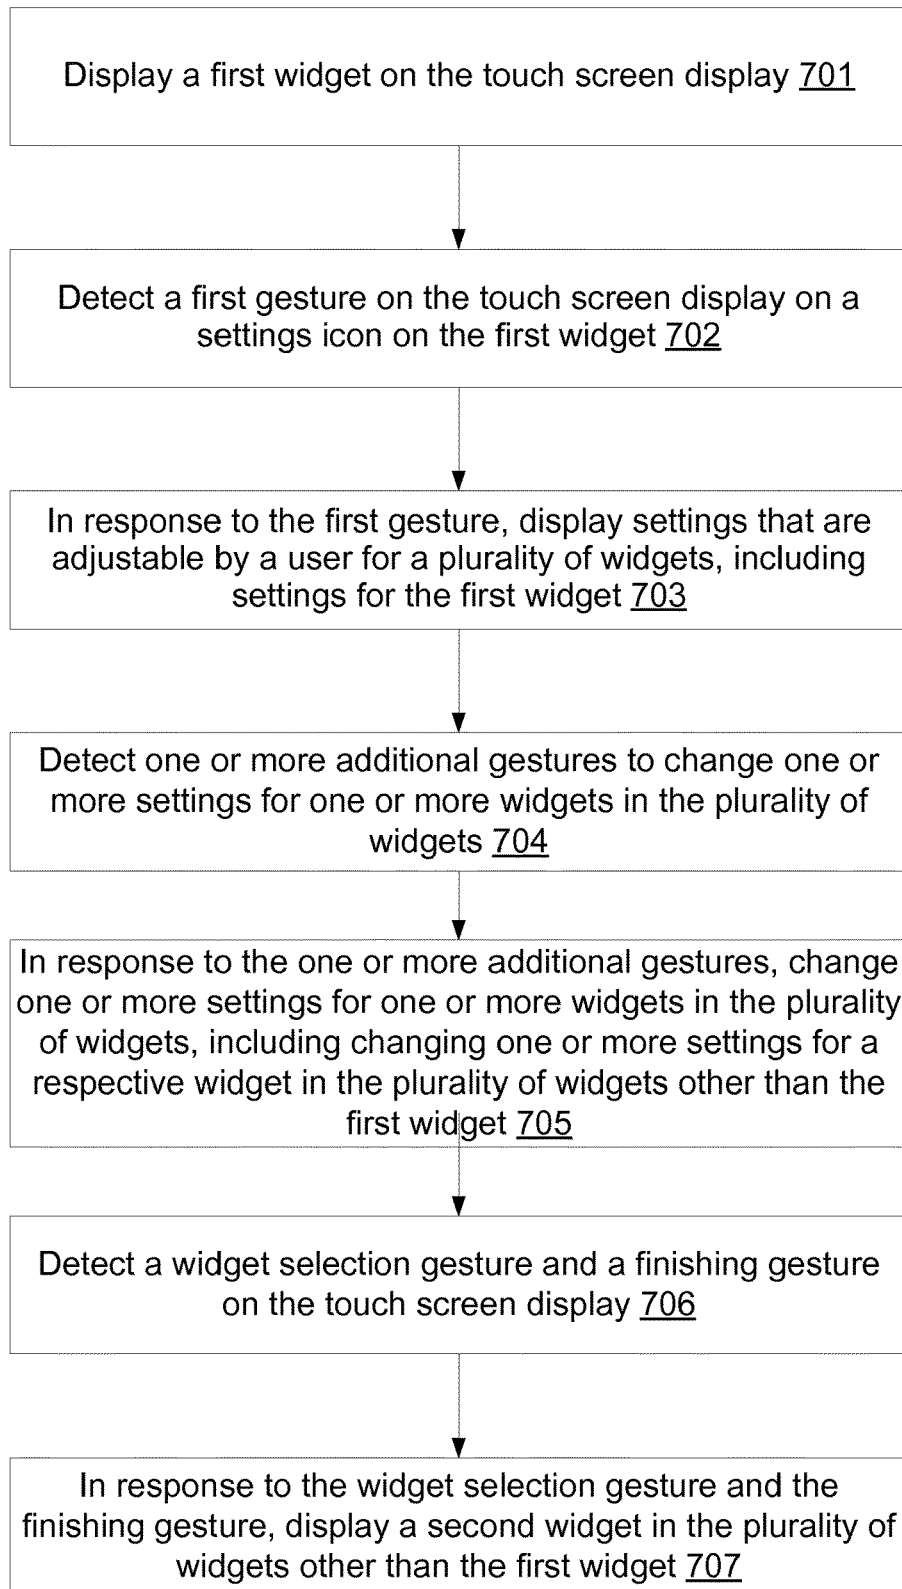 Display a first widget on the touch screen display 701
Detect a first gesture on the touch screen display on a
settings icon on the first widget 702
In response to the first gesture, display settings that are
adjustable by a user for a plurality of widgets, including
settings for the first widget 703
Detect one or more additional gestures to change one or
more settings for one or more widgets in the plurality of
widgets 704
In response to the one or more additional gestures, change
one or more settings for one or more widgets in the plurality
of widgets, including changing one or more settings for a
respective widget in the plurality of widgets other than the
first widget 705
Detect a widget selection gesture and a finishing gesture
on the touch screen display 706
In response to the widget selection gesture and the
finishing gesture, display a second widget in the plurality of
widgets other than the first widget 707